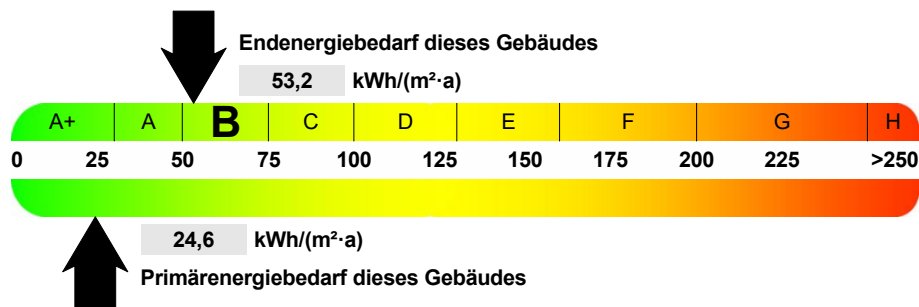 Endenergiebedarf dieses Gebäudes
53,2 kWh/(m²·a)
A+ A B C D E F G H
0 25 50 75 100 125 150 175 200 225 >250
24,6 kWh/(m²·a)
Primärenergiebedarf dieses Gebäudes